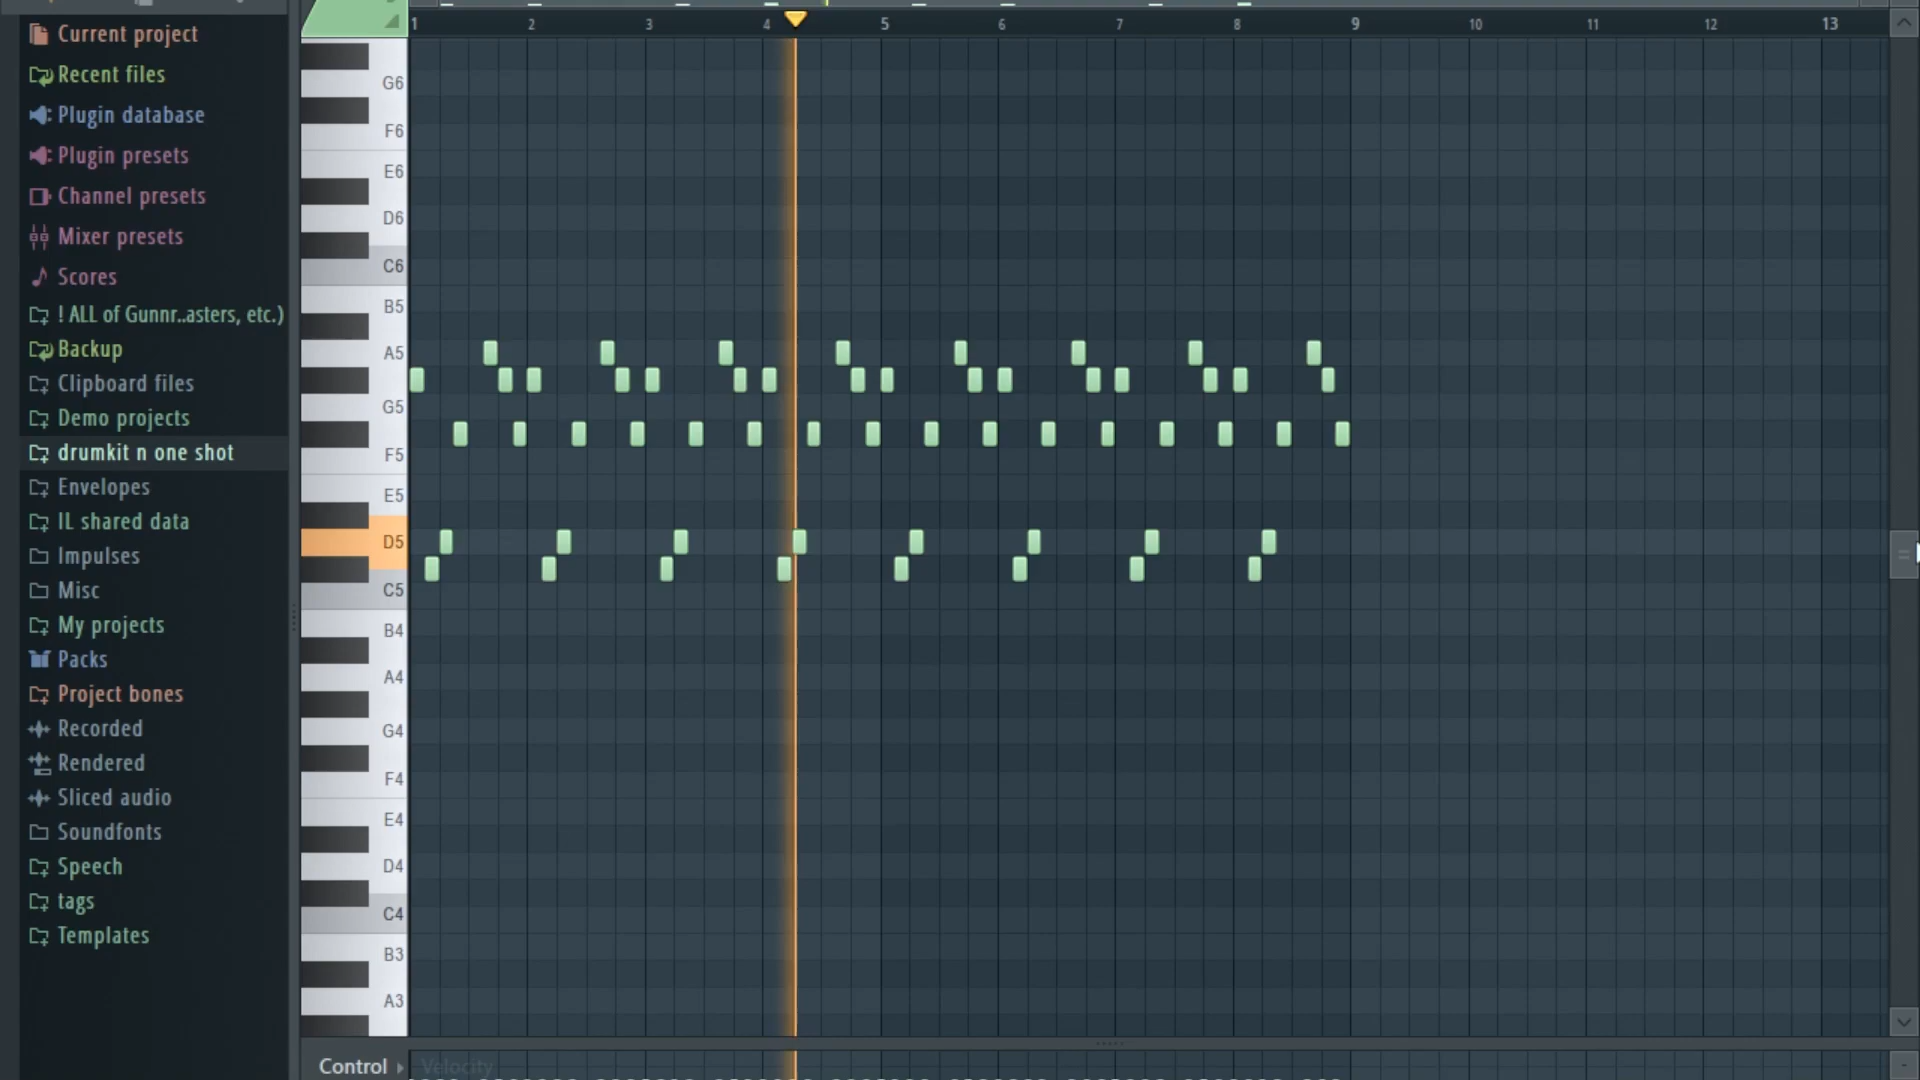 Current project
Recent files
Plugin database
Plugin presets
Channel presets
Mixer presets
Scores
! ALL of Gunnr..asters, etc.)
Backup
Clipboard files
Demo projects
drumkit n one shot
Envelopes
IL shared data
Impulses
Misc
My projects
Packs
Project bones
Recorded
Rendered
Sliced audio
Soundfonts
Speech
tags
Templates
1 2 3 4 5 6 7 8 9 10 11 12 13
G6
F6
E6
D6
C6
B5
A5
G5
F5
E5
D5
C5
B4
A4
G4
F4
E4
D4
C4
B3
A3
Control Velocity